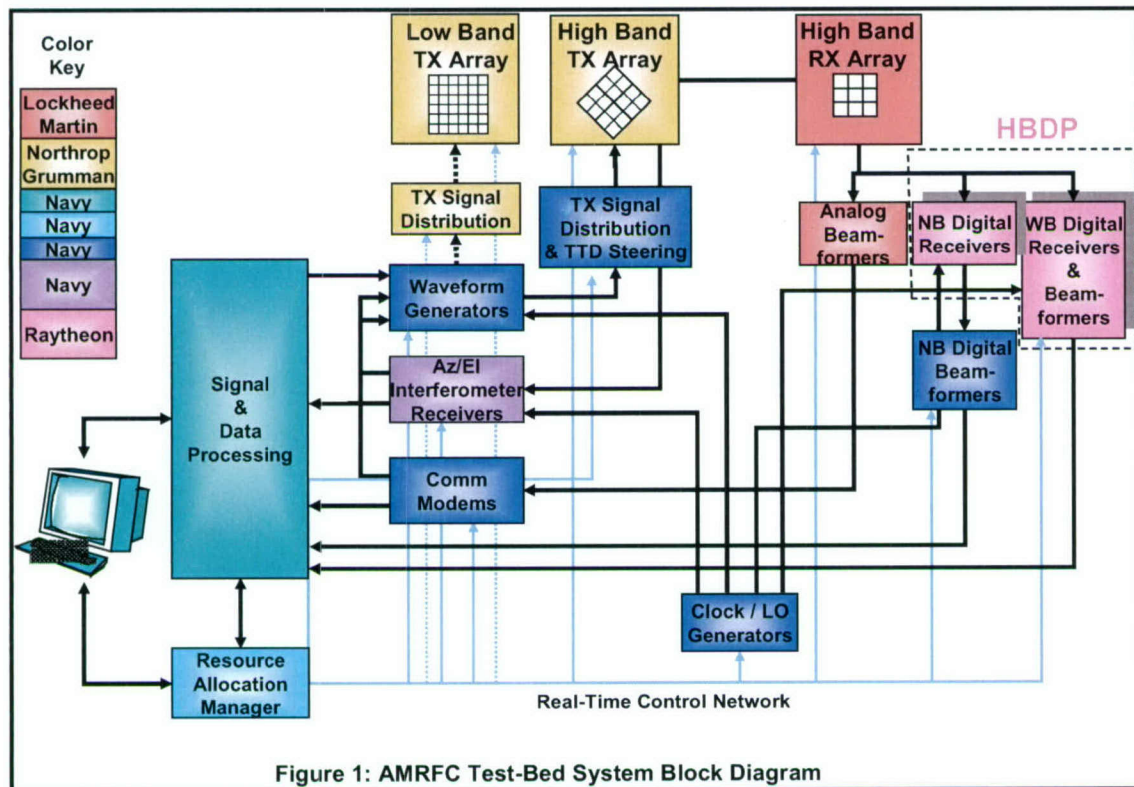 Color
Key
Lockheed
Martin
Northrop
Grumman
Navy
Navy
Navy
Navy
Raytheon
Low Band
TX Array
High Band
TX Array
High Band
RX Array
HBDP
TX Signal
Distribution
TX Signal
Distribution
& TTD Steering
Analog
Beam-
formers
NB Digital
Receivers
WB Digital
Receivers
&
Beam-
formers
Waveform
Generators
NB Digital
Beam-
formers
Az/El
Interferometer
Receivers
Signal
&
Data
Processing
Comm
Modems
Clock / LO
Generators
Resource
Allocation
Manager
Real-Time Control Network
Figure 1: AMRFC Test-Bed System Block Diagram